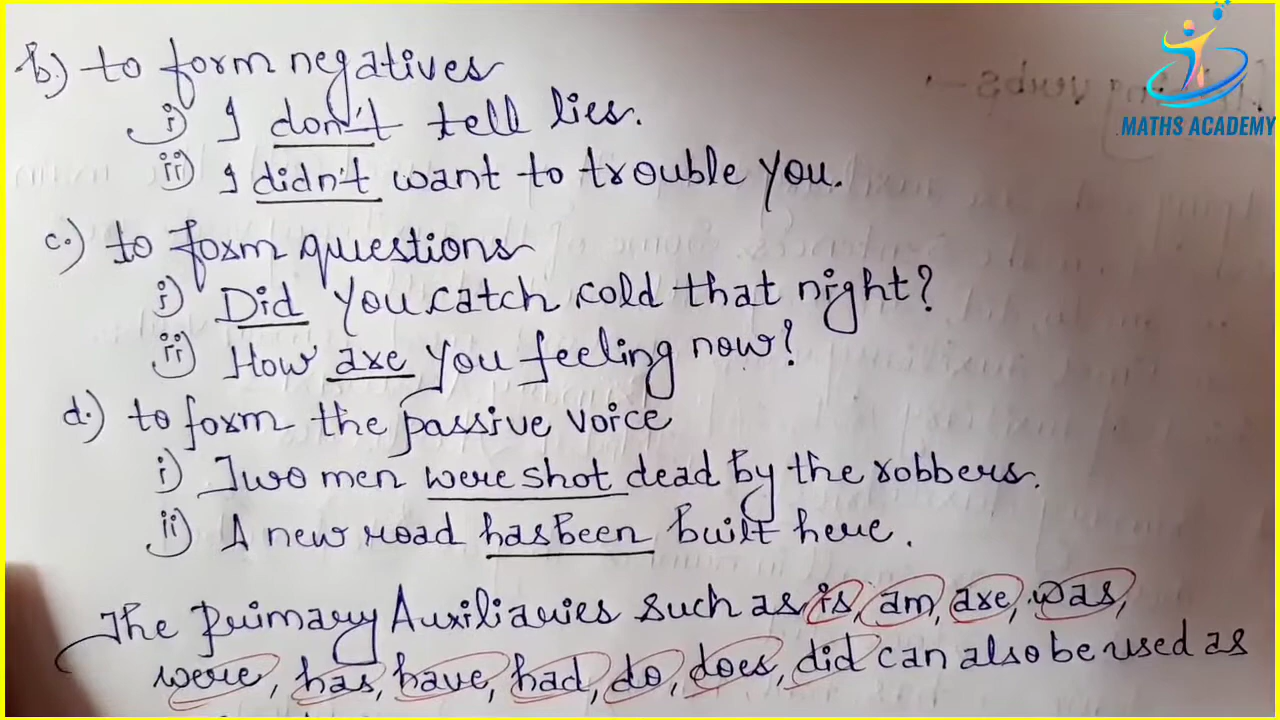 b.) to form negatives
i) I don't tell lies.
ii) I didn't want to trouble you.
c.) to form questions
i) Did you catch cold that night?
ii) How are you feeling now?
d.) to form the passive voice
i) Two men were shot dead by the robbers.
ii) A new road has been built here.
The Primary Auxiliaries such as is, am, are, was,
were, has, have, had, do, does, did can also be used as
MATHS ACADEMY